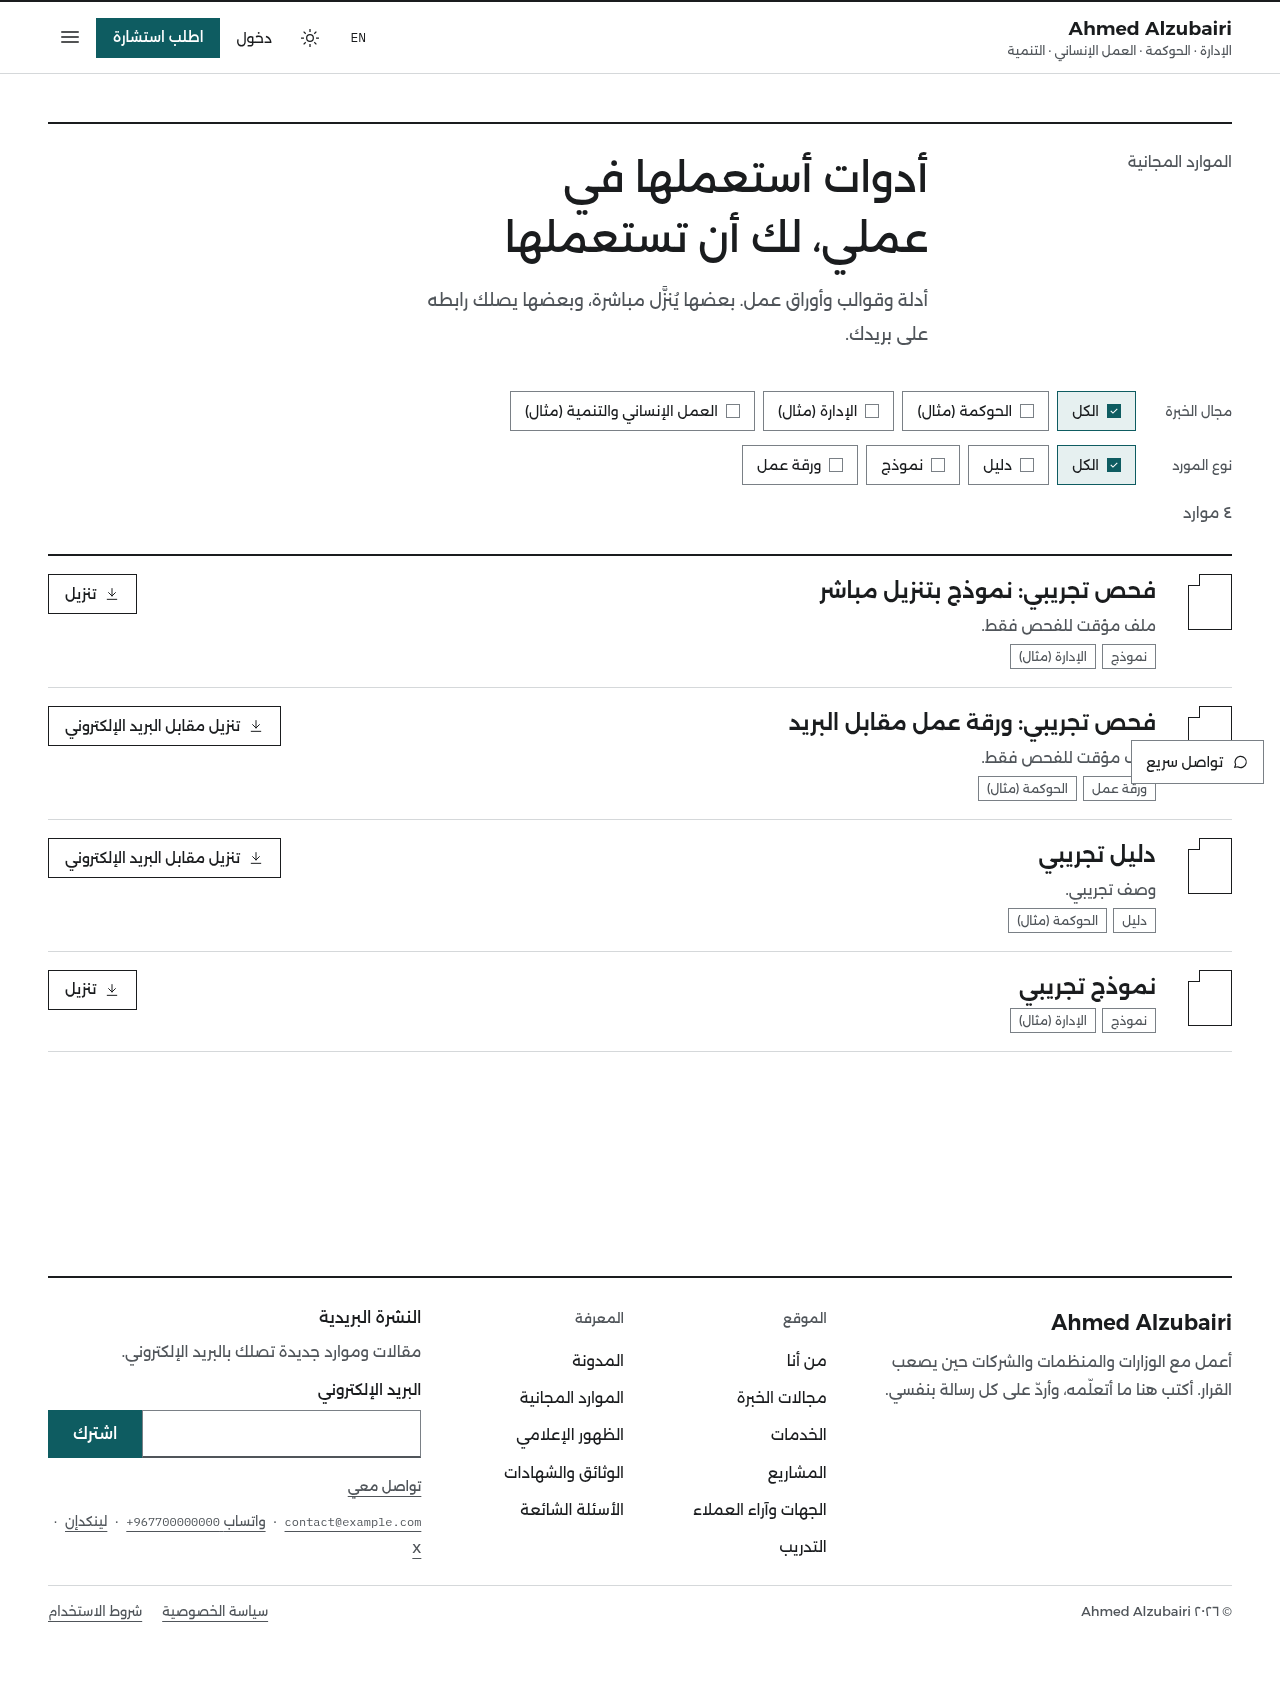 Ahmed Alzubairi
الإدارة · الحوكمة · العمل الإنساني · التنمية
EN
دخول
اطلب استشارة
الموارد المجانية
أدوات أستعملها في
عملي، لك أن تستعملها
أدلة وقوالب وأوراق عمل. بعضها يُنزَّل مباشرة، وبعضها يصلك رابطه
على بريدك.
مجال الخبرة
الكل
الحوكمة (مثال)
الإدارة (مثال)
العمل الإنساني والتنمية (مثال)
نوع المورد
الكل
دليل
نموذج
ورقة عمل
٤ موارد
فحص تجريبي: نموذج بتنزيل مباشر
ملف مؤقت للفحص فقط.
نموذج
الإدارة (مثال)
تنزيل
فحص تجريبي: ورقة عمل مقابل البريد
مؤقت للفحص فقط.
ورقة عمل
الحوكمة (مثال)
تنزيل مقابل البريد الإلكتروني
تواصل سريع
دليل تجريبي
وصف تجريبي.
دليل
الحوكمة (مثال)
تنزيل مقابل البريد الإلكتروني
نموذج تجريبي
نموذج
الإدارة (مثال)
تنزيل
Ahmed Alzubairi
أعمل مع الوزارات والمنظمات والشركات حين يصعب
القرار. أكتب هنا ما أتعلّمه، وأردّ على كل رسالة بنفسي.
الموقع
من أنا
مجالات الخبرة
الخدمات
المشاريع
الجهات وآراء العملاء
التدريب
المعرفة
المدونة
الموارد المجانية
الظهور الإعلامي
الوثائق والشهادات
الأسئلة الشائعة
النشرة البريدية
مقالات وموارد جديدة تصلك بالبريد الإلكتروني.
البريد الإلكتروني
اشترك
تواصل معي
contact@example.com · واتساب +967700000000 · لينكدإن ·
X
© ٢٠٢٦ Ahmed Alzubairi
سياسة الخصوصية
شروط الاستخدام